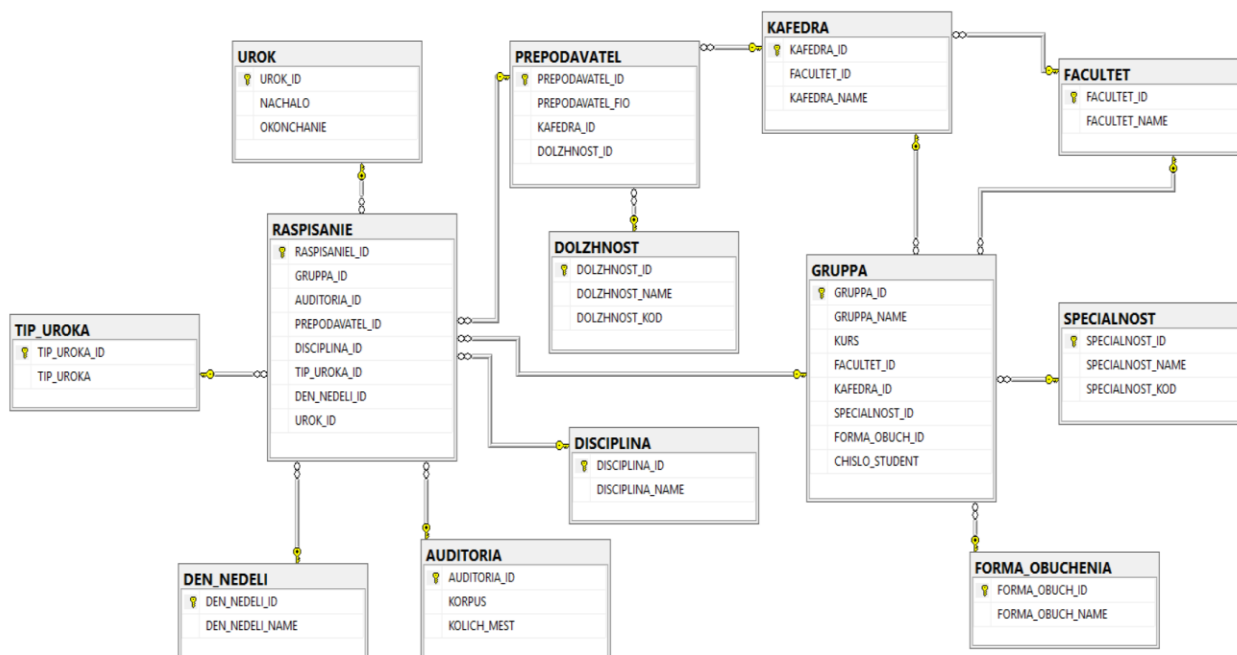 UROK
UROK_ID
NACHALO
OKONCHANIE
PREPODAVATEL
PREPODAVATEL_ID
PREPODAVATEL_FIO
KAFEDRA_ID
DOLZHNOST_ID
KAFEDRA
KAFEDRA_ID
FACULTET_ID
KAFEDRA_NAME
FACULTET
FACULTET_ID
FACULTET_NAME
RASPISANIE
RASPISANIEL_ID
GRUPPA_ID
AUDITORIA_ID
PREPODAVATEL_ID
DISCIPLINA_ID
TIP_UROKA_ID
DEN_NEDELI_ID
UROK_ID
DOLZHNOST
DOLZHNOST_ID
DOLZHNOST_NAME
DOLZHNOST_KOD
GRUPPA
GRUPPA_ID
GRUPPA_NAME
KURS
FACULTET_ID
KAFEDRA_ID
SPECIALNOST_ID
FORMA_OBUCH_ID
CHISLO_STUDENT
SPECIALNOST
SPECIALNOST_ID
SPECIALNOST_NAME
SPECIALNOST_KOD
TIP_UROKA
TIP_UROKA_ID
TIP_UROKA
DISCIPLINA
DISCIPLINA_ID
DISCIPLINA_NAME
DEN_NEDELI
DEN_NEDELI_ID
DEN_NEDELI_NAME
AUDITORIA
AUDITORIA_ID
KORPUS
KOLICH_MEST
FORMA_OBUCHENIA
FORMA_OBUCH_ID
FORMA_OBUCH_NAME